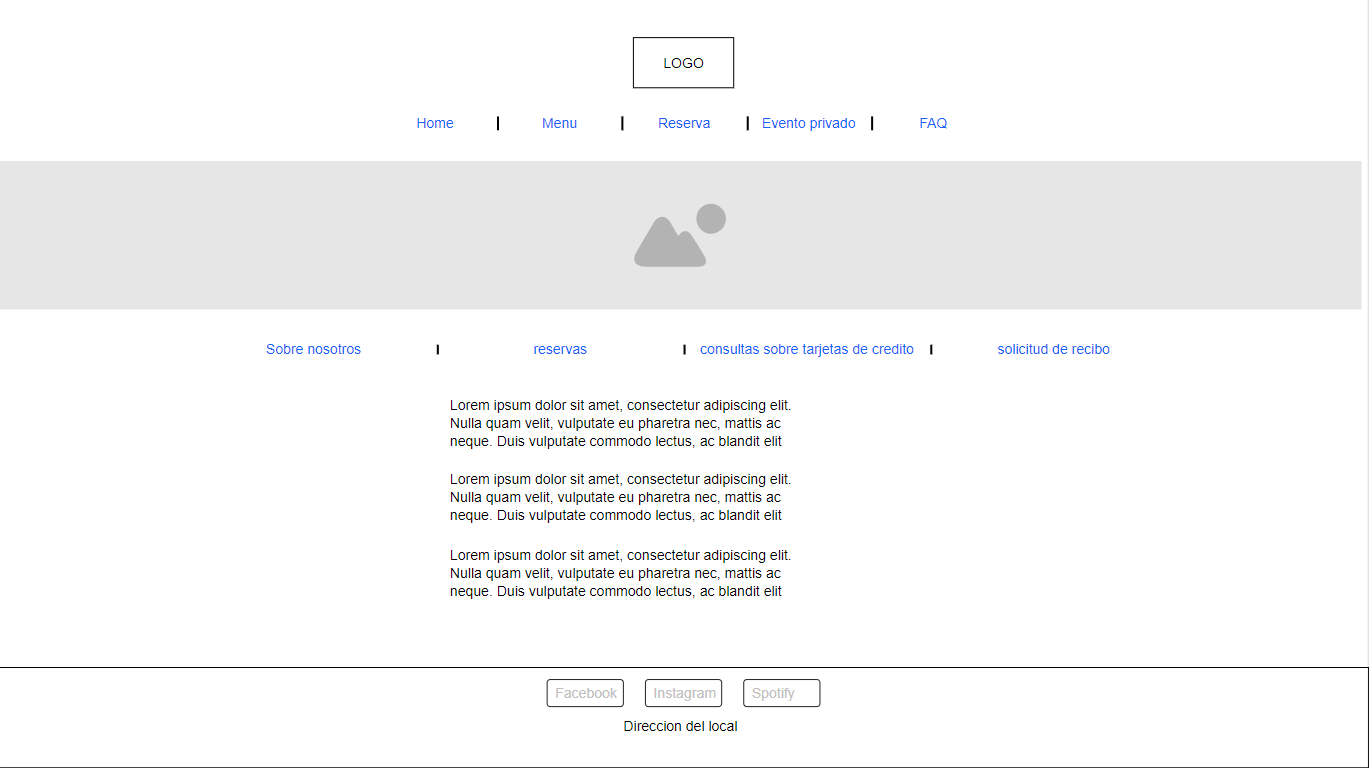 LOGO
Home | Menu | Reserva | Evento privado | FAQ
Sobre nosotros | reservas | consultas sobre tarjetas de credito | solicitud de recibo
Lorem ipsum dolor sit amet, consectetur adipiscing elit.
Nulla quam velit, vulputate eu pharetra nec, mattis ac
neque. Duis vulputate commodo lectus, ac blandit elit
Lorem ipsum dolor sit amet, consectetur adipiscing elit.
Nulla quam velit, vulputate eu pharetra nec, mattis ac
neque. Duis vulputate commodo lectus, ac blandit elit
Lorem ipsum dolor sit amet, consectetur adipiscing elit.
Nulla quam velit, vulputate eu pharetra nec, mattis ac
neque. Duis vulputate commodo lectus, ac blandit elit
Facebook Instagram Spotify
Direccion del local